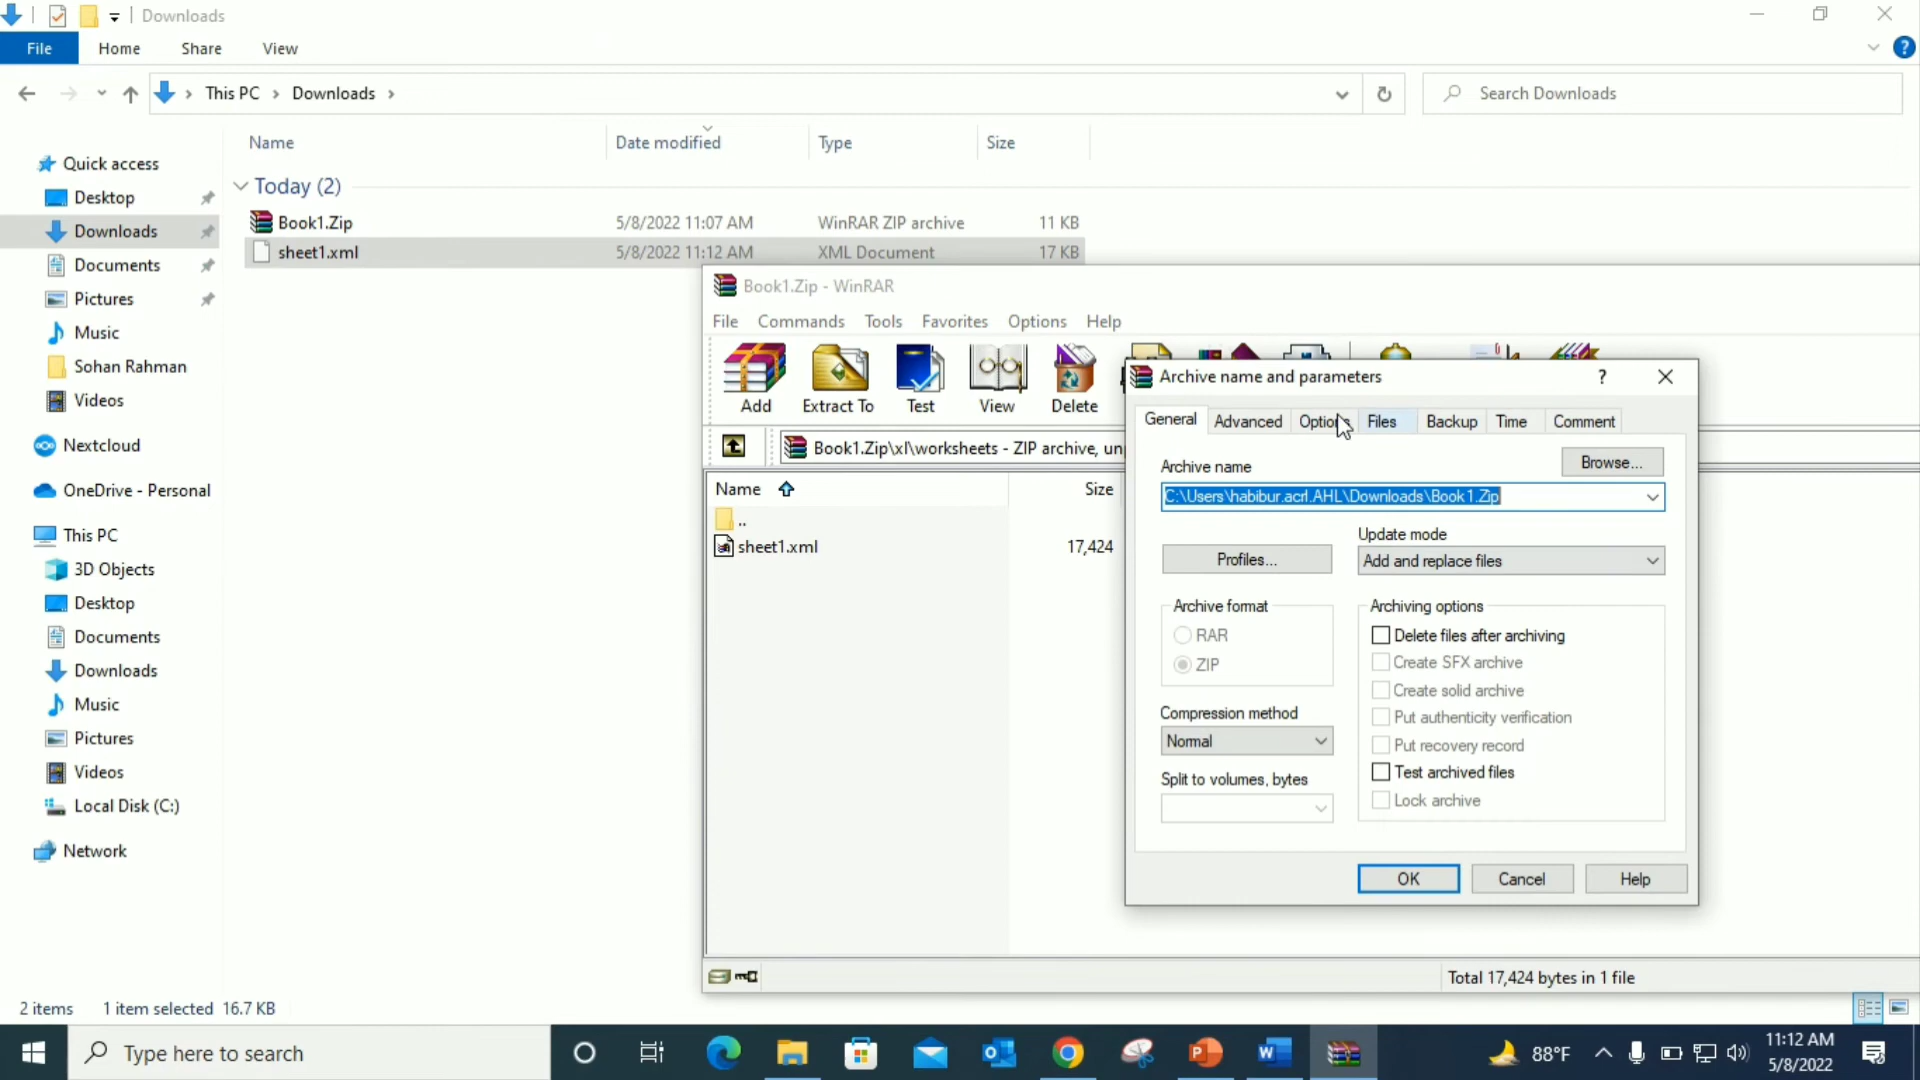 Downloads
File Home Share View
This PC Downloads
Search Downloads
Name Date modified Type Size
Quick access
Desktop
Downloads
Documents
Pictures
Music
Sohan Rahman
Videos
Nextcloud
OneDrive - Personal
This PC
3D Objects
Desktop
Documents
Downloads
Music
Pictures
Videos
Local Disk (C:)
Network
Today (2)
Book1.Zip 5/8/2022 11:07 AM WinRAR ZIP archive 11 KB
sheet1.xml 5/8/2022 11:12 AM XML Document 17 KB
Book1.Zip - WinRAR
File Commands Tools Favorites Options Help
Add Extract To Test View Delete
Book1.Zip\xl\worksheets - ZIP archive,
Name Size
..
sheet1.xml 17,424
Total 17,424 bytes in 1 file
Archive name and parameters ?
General Advanced Options Files Backup Time Comment
Archive name
Browse...
C:\Users\habibur.acrl.AHL\Downloads\Book1.Zip
Update mode
Profiles...
Add and replace files
Archive format
RAR
ZIP
Compression method
Normal
Split to volumes, bytes
Archiving options
Delete files after archiving
Create SFX archive
Create solid archive
Put authenticity verification
Put recovery record
Test archived files
Lock archive
OK Cancel Help
2 items 1 item selected 16.7 KB
Type here to search
88°F
11:12 AM
5/8/2022